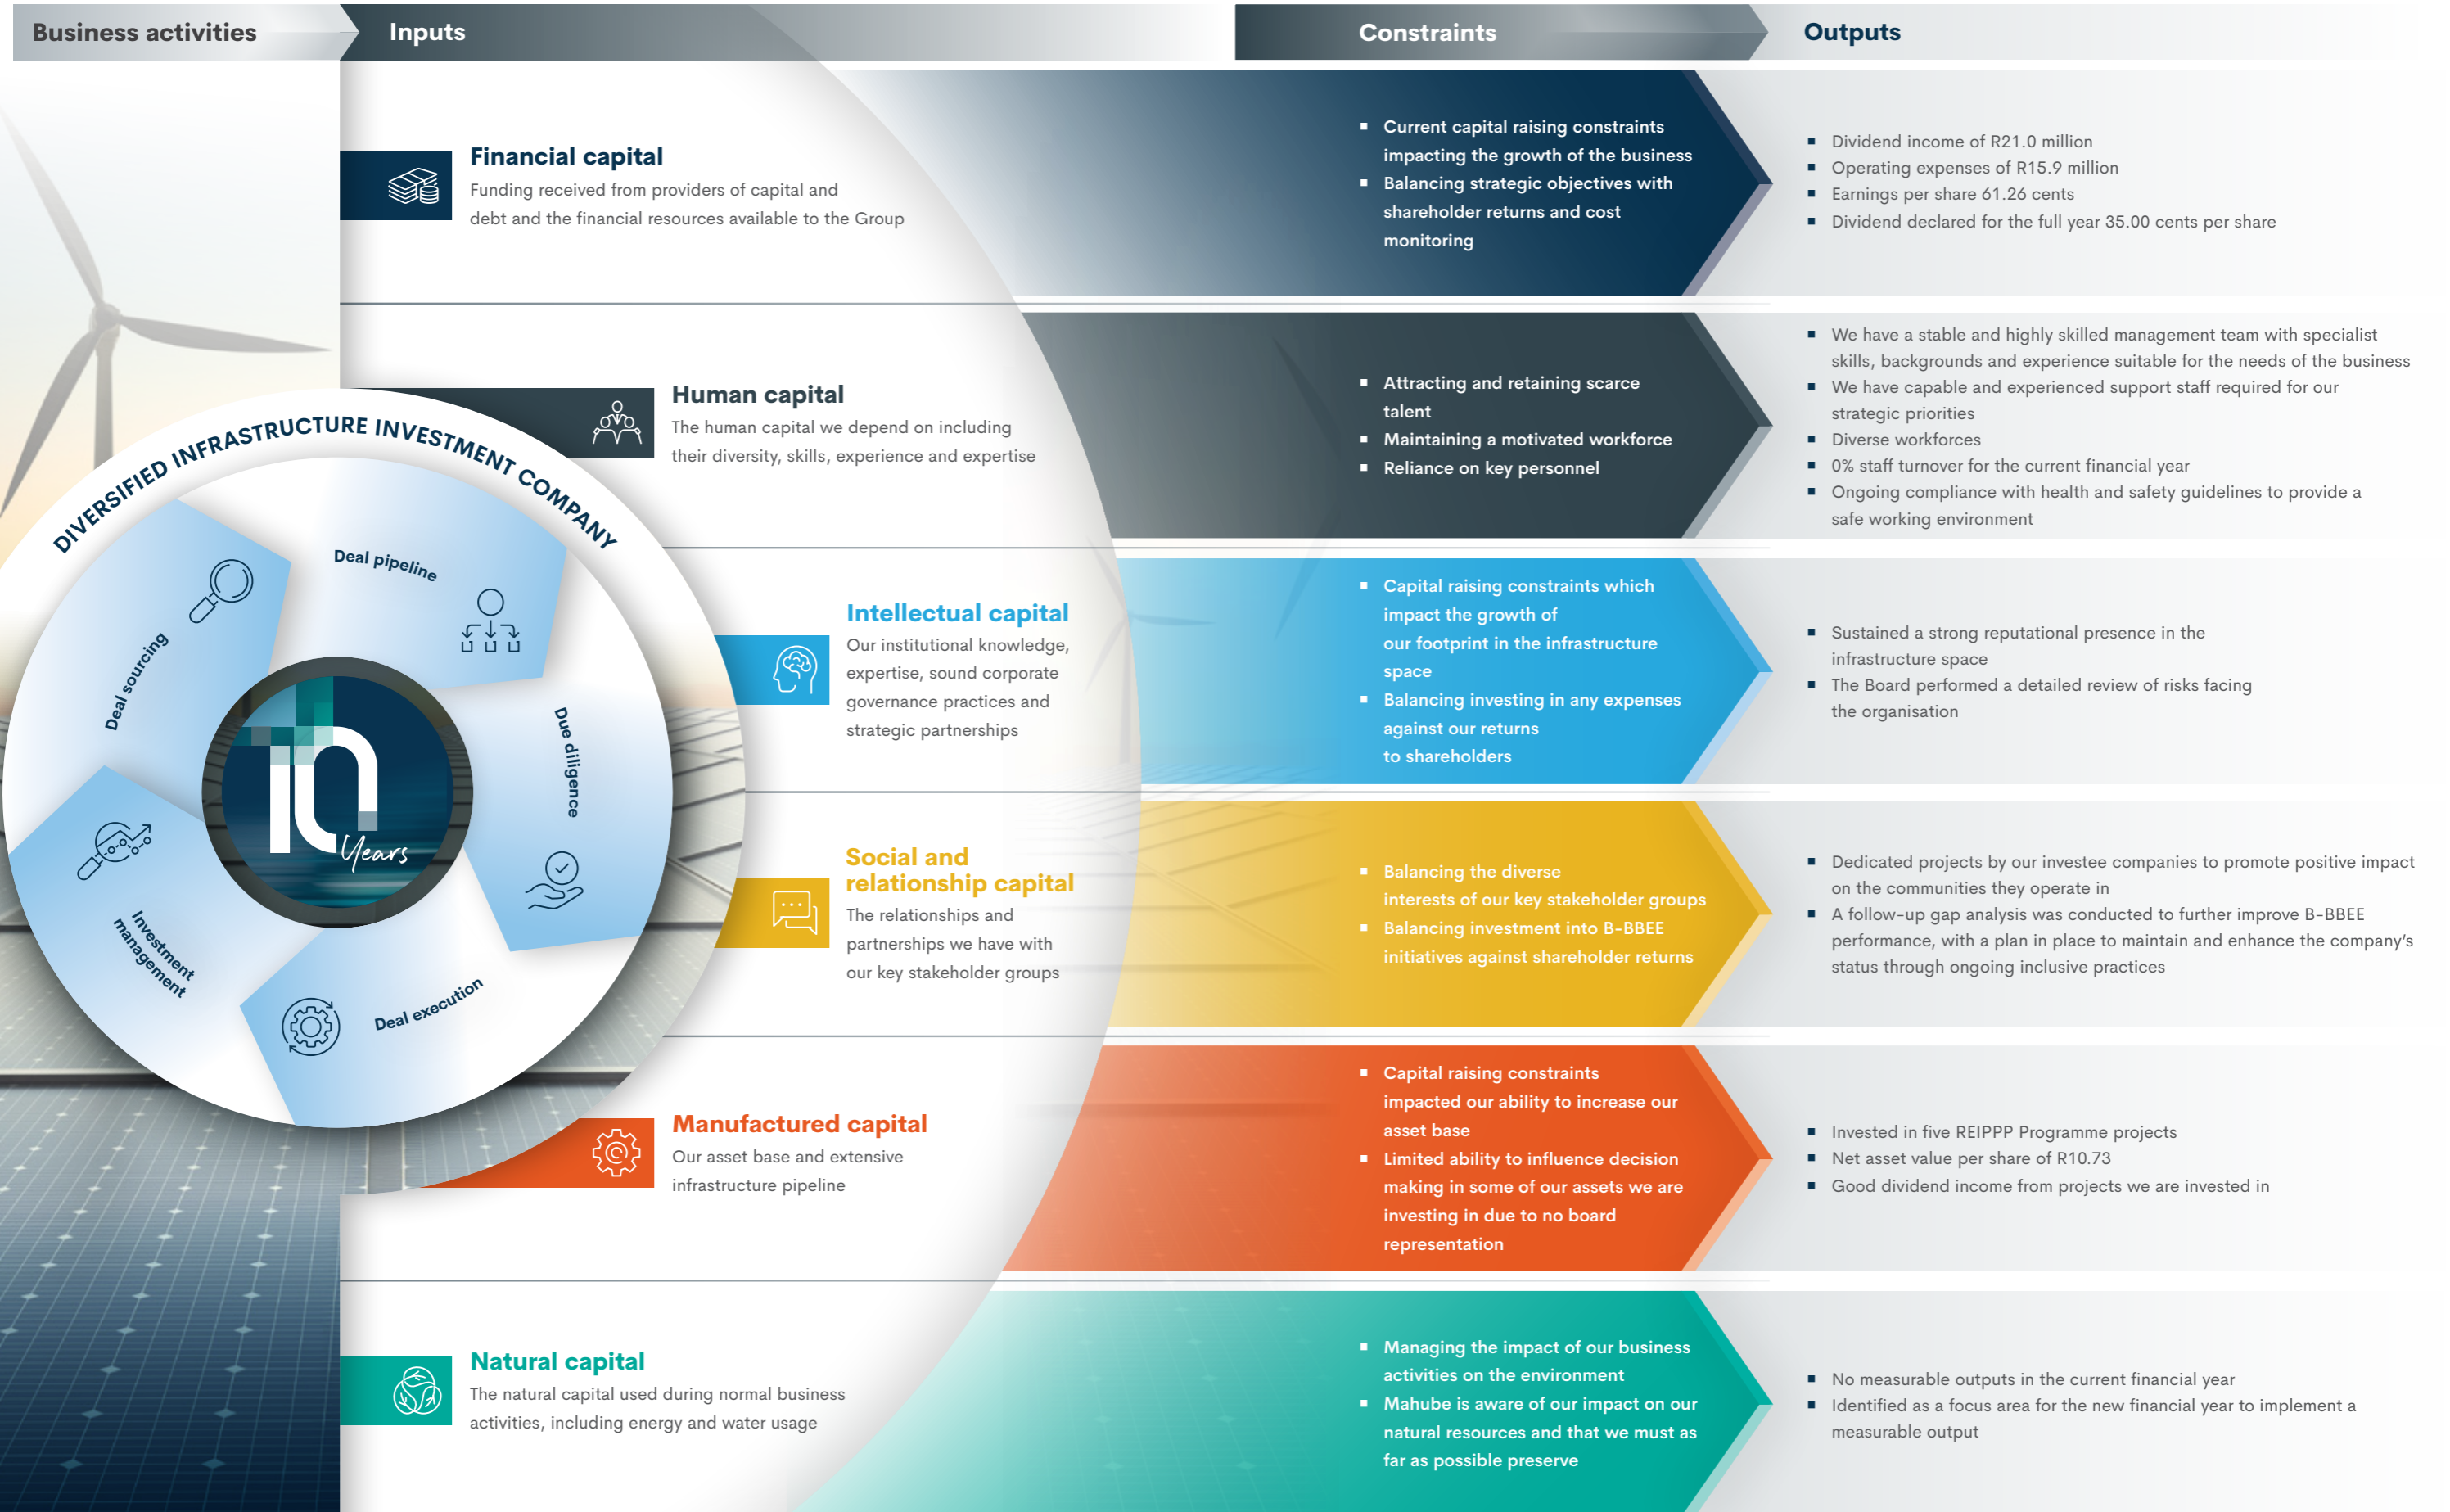 Business activities
Inputs
Constraints
Outputs
DIVERSIFIED INFRASTRUCTURE INVESTMENT COMPANY
Deal sourcing
Deal pipeline
Due diligence
Deal execution
Investment
management
10
Years
Financial capital
Funding received from providers of capital and
debt and the financial resources available to the Group
▪ Current capital raising constraints
impacting the growth of the business
▪ Balancing strategic objectives with
shareholder returns and cost
monitoring
▪ Dividend income of R21.0 million
▪ Operating expenses of R15.9 million
▪ Earnings per share 61.26 cents
▪ Dividend declared for the full year 35.00 cents per share
Human capital
The human capital we depend on including
their diversity, skills, experience and expertise
▪ Attracting and retaining scarce
talent
▪ Maintaining a motivated workforce
▪ Reliance on key personnel
▪ We have a stable and highly skilled management team with specialist
skills, backgrounds and experience suitable for the needs of the business
▪ We have capable and experienced support staff required for our
strategic priorities
▪ Diverse workforces
▪ 0% staff turnover for the current financial year
▪ Ongoing compliance with health and safety guidelines to provide a
safe working environment
Intellectual capital
Our institutional knowledge,
expertise, sound corporate
governance practices and
strategic partnerships
▪ Capital raising constraints which
impact the growth of
our footprint in the infrastructure
space
▪ Balancing investing in any expenses
against our returns
to shareholders
▪ Sustained a strong reputational presence in the
infrastructure space
▪ The Board performed a detailed review of risks facing
the organisation
Social and
relationship capital
The relationships and
partnerships we have with
our key stakeholder groups
▪ Balancing the diverse
interests of our key stakeholder groups
▪ Balancing investment into B-BBEE
initiatives against shareholder returns
▪ Dedicated projects by our investee companies to promote positive impact
on the communities they operate in
▪ A follow-up gap analysis was conducted to further improve B-BBEE
performance, with a plan in place to maintain and enhance the company's
status through ongoing inclusive practices
Manufactured capital
Our asset base and extensive
infrastructure pipeline
▪ Capital raising constraints
impacted our ability to increase our
asset base
▪ Limited ability to influence decision
making in some of our assets we are
investing in due to no board
representation
▪ Invested in five REIPPP Programme projects
▪ Net asset value per share of R10.73
▪ Good dividend income from projects we are invested in
Natural capital
The natural capital used during normal business
activities, including energy and water usage
▪ Managing the impact of our business
activities on the environment
▪ Mahube is aware of our impact on our
natural resources and that we must as
far as possible preserve
▪ No measurable outputs in the current financial year
▪ Identified as a focus area for the new financial year to implement a
measurable output